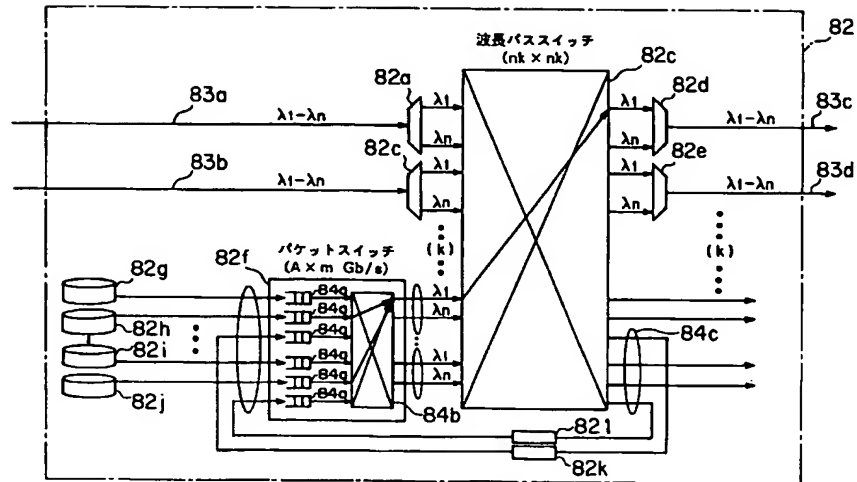 82
波長パススイッチ
(nk × nk)
82c
82a
λ1
λn
83a
λ1-λn
λ1
λn
82d
83c
λ1-λn
82c
λ1
λn
83b
λ1-λn
λ1
λn
82e
83d
λ1-λn
(k)
(k)
パケットスイッチ
(A×m Gb/s)
82f
82g
82h
82i
82j
84a
84a
84a
84a
84a
84a
λ1
λn
λ1
λn
84b
84c
82l
82k